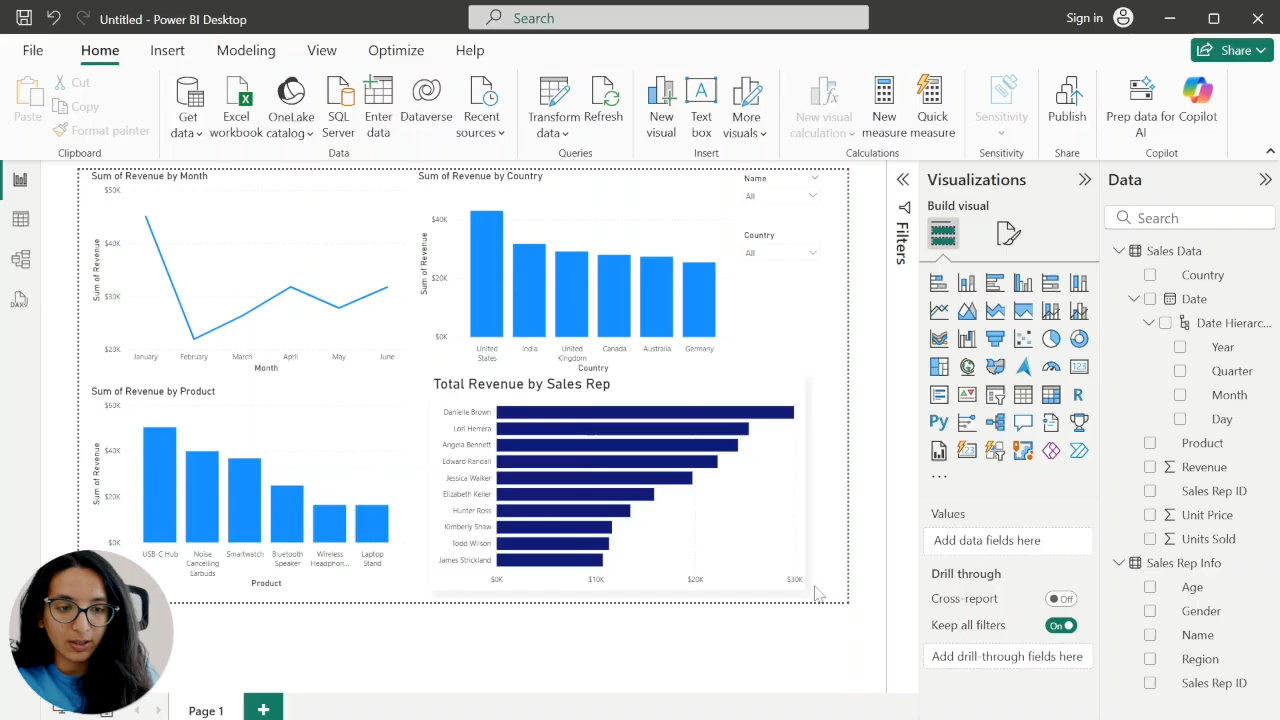 Untitled - Power BI Desktop
Search
Sign in
File
Home
Insert
Modeling
View
Optimize
Help
Share
Paste
Cut
Copy
Format painter
Clipboard
Get data
Excel workbook
OneLake catalog
SQL Server
Enter data
Dataverse
Recent sources
Data
Transform data
Refresh
Queries
New visual
Text box
More visuals
Insert
New visual calculation
New measure
Quick measure
Calculations
Sensitivity
Sensitivity
Publish
Share
Prep data for AI
Copilot
Copilot
Sum of Revenue by Month
$50K
$40K
$30K
$20K
Sum of Revenue
January
February
March
April
May
June
Month
Sum of Revenue by Country
$40K
$20K
$0K
Sum of Revenue
United States
India
United Kingdom
Canada
Australia
Germany
Country
Name
All
Country
All
Sum of Revenue by Product
$60K
$40K
$20K
$0K
Sum of Revenue
USB-C Hub
Noise Cancelling Earbuds
Smartwatch
Bluetooth Speaker
Wireless Headphon...
Laptop Stand
Product
Total Revenue by Sales Rep
Danielle Brown
Lori Herrera
Angela Bennett
Edward Randall
Jessica Walker
Elizabeth Keller
Hunter Ross
Kimberly Shaw
Todd Wilson
James Strickland
$0K
$10K
$20K
$30K
Page 1
Filters
Visualizations
Build visual
Py
R
123
Values
Add data fields here
Drill through
Cross-report
Off
Keep all filters
On
Add drill-through fields here
Data
Search
Sales Data
Country
Date
Date Hierarc...
Year
Quarter
Month
Day
Product
Revenue
Sales Rep ID
Unit Price
Units Sold
Sales Rep Info
Age
Gender
Name
Region
Sales Rep ID